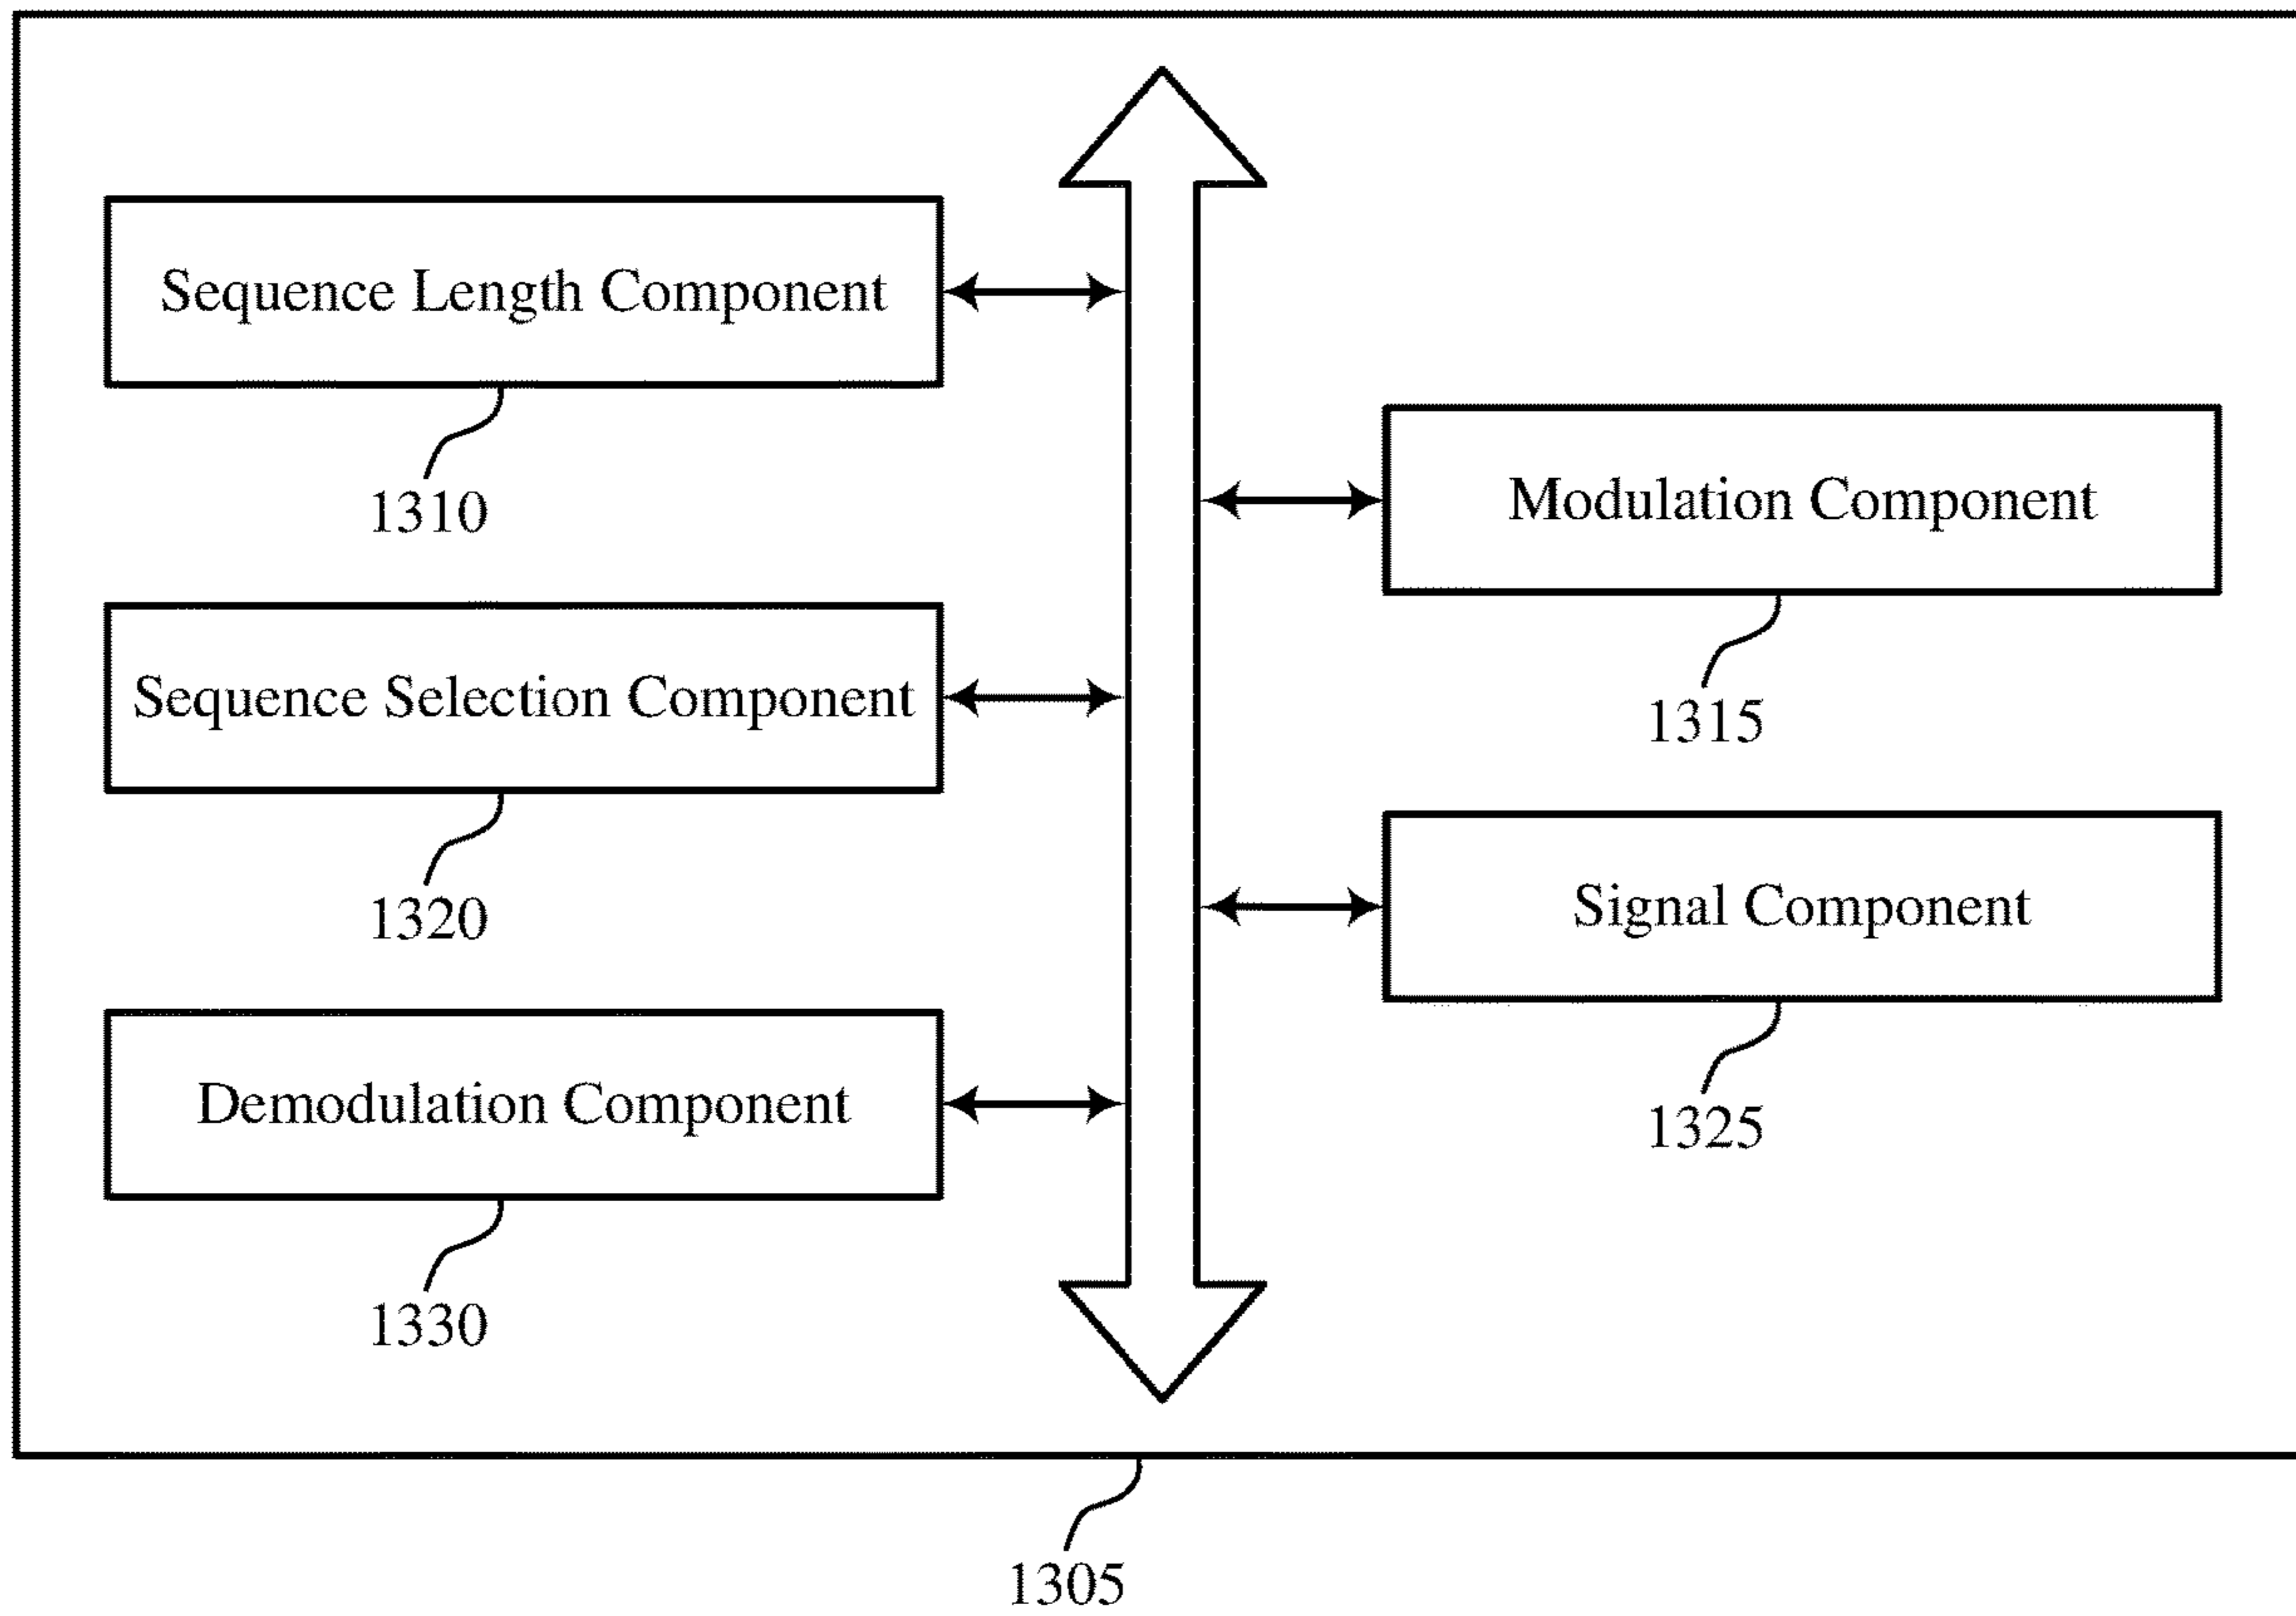 Sequence Length Component
1310
Modulation Component
1315
Sequence Selection Component
1320
Signal Component
1325
Demodulation Component
1330
1305